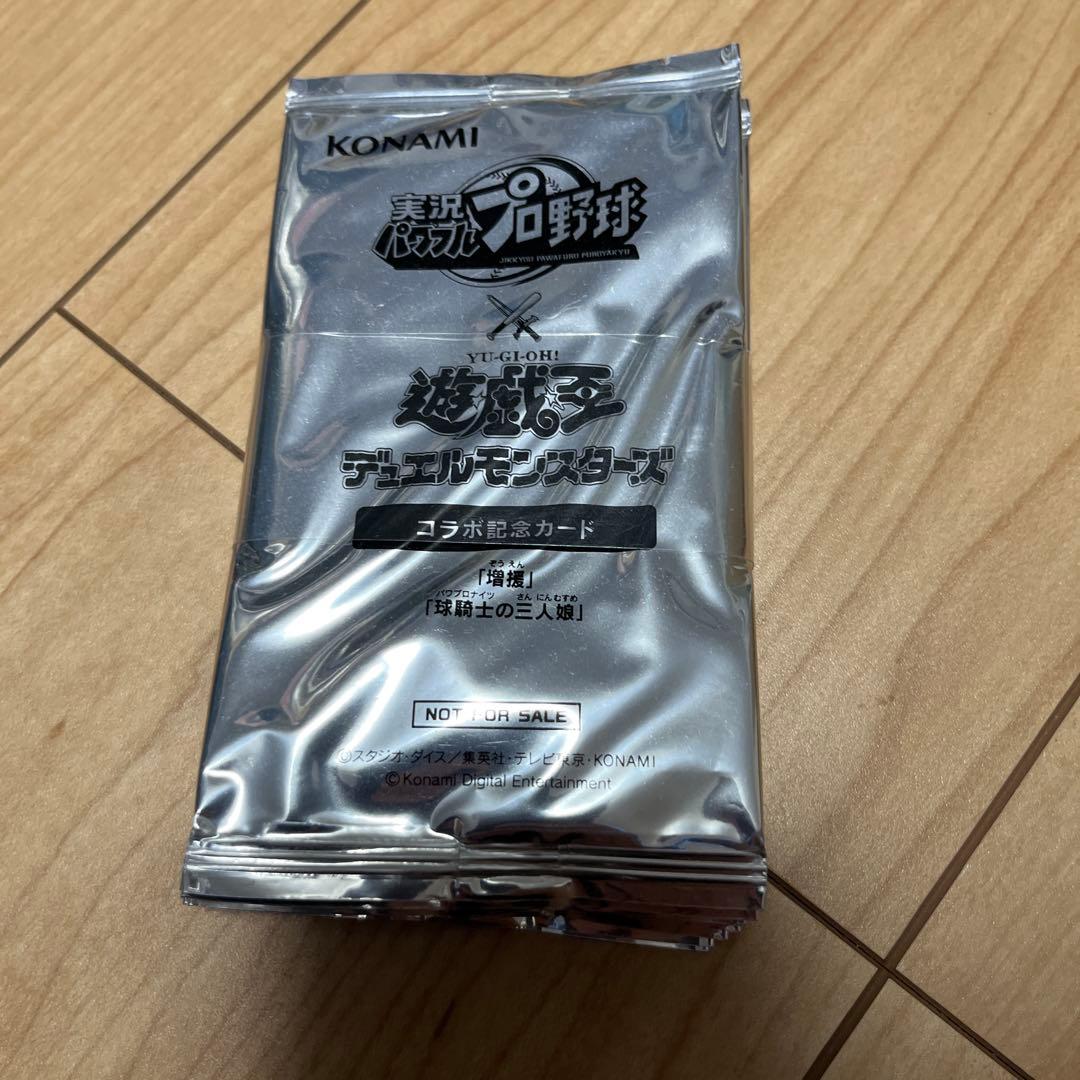 KONAMI
実況
パワフルプロ野球
JIKKYOU PAWAFURU PUROYAKYU
YU-GI-OH!
遊戯王
デュエルモンスターズ
コラボ記念カード
ぞうえん
「増援」
パワプロナイツ さんにんむすめ
「球騎士の三人娘」
NOT FOR SALE
©スタジオ・ダイス/集英社・テレビ東京・KONAMI
©Konami Digital Entertainment